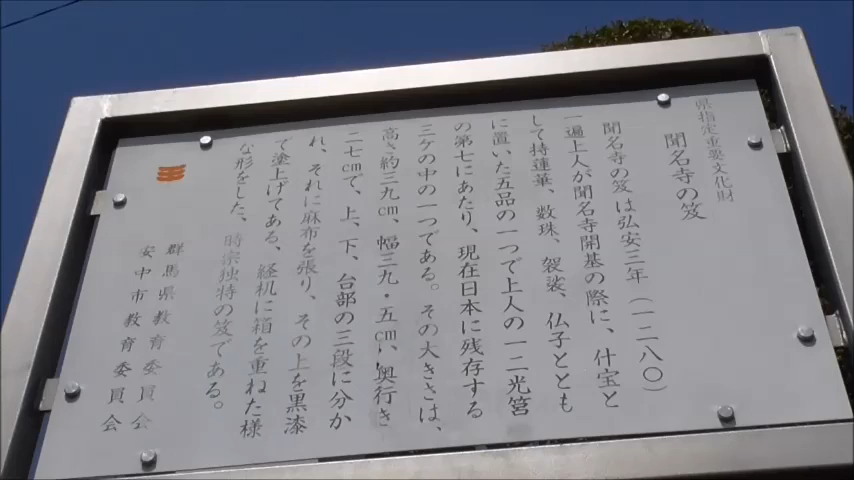 県指定重要文化財
聞名寺の笈
聞名寺の笈は弘安三年（一二八〇）
一遍上人が聞名寺開基の際に、什宝と
して持蓮華、数珠、袈裟、仏子ととも
に置いた五品の一つで上人の一二光筥
の第七にあたり、現在日本に残存する
三ケの中の一つである。その大きさは、
高さ約三九㎝、幅三九・五㎝、奥行き
二七㎝で、上、下、台部の三段に分か
れ、それに麻布を張り、その上を黒漆
で塗上げてある、経机に箱を重ねた様
な形をした、時宗独特の笈である。
群馬県教育委員会
安中市教育委員会